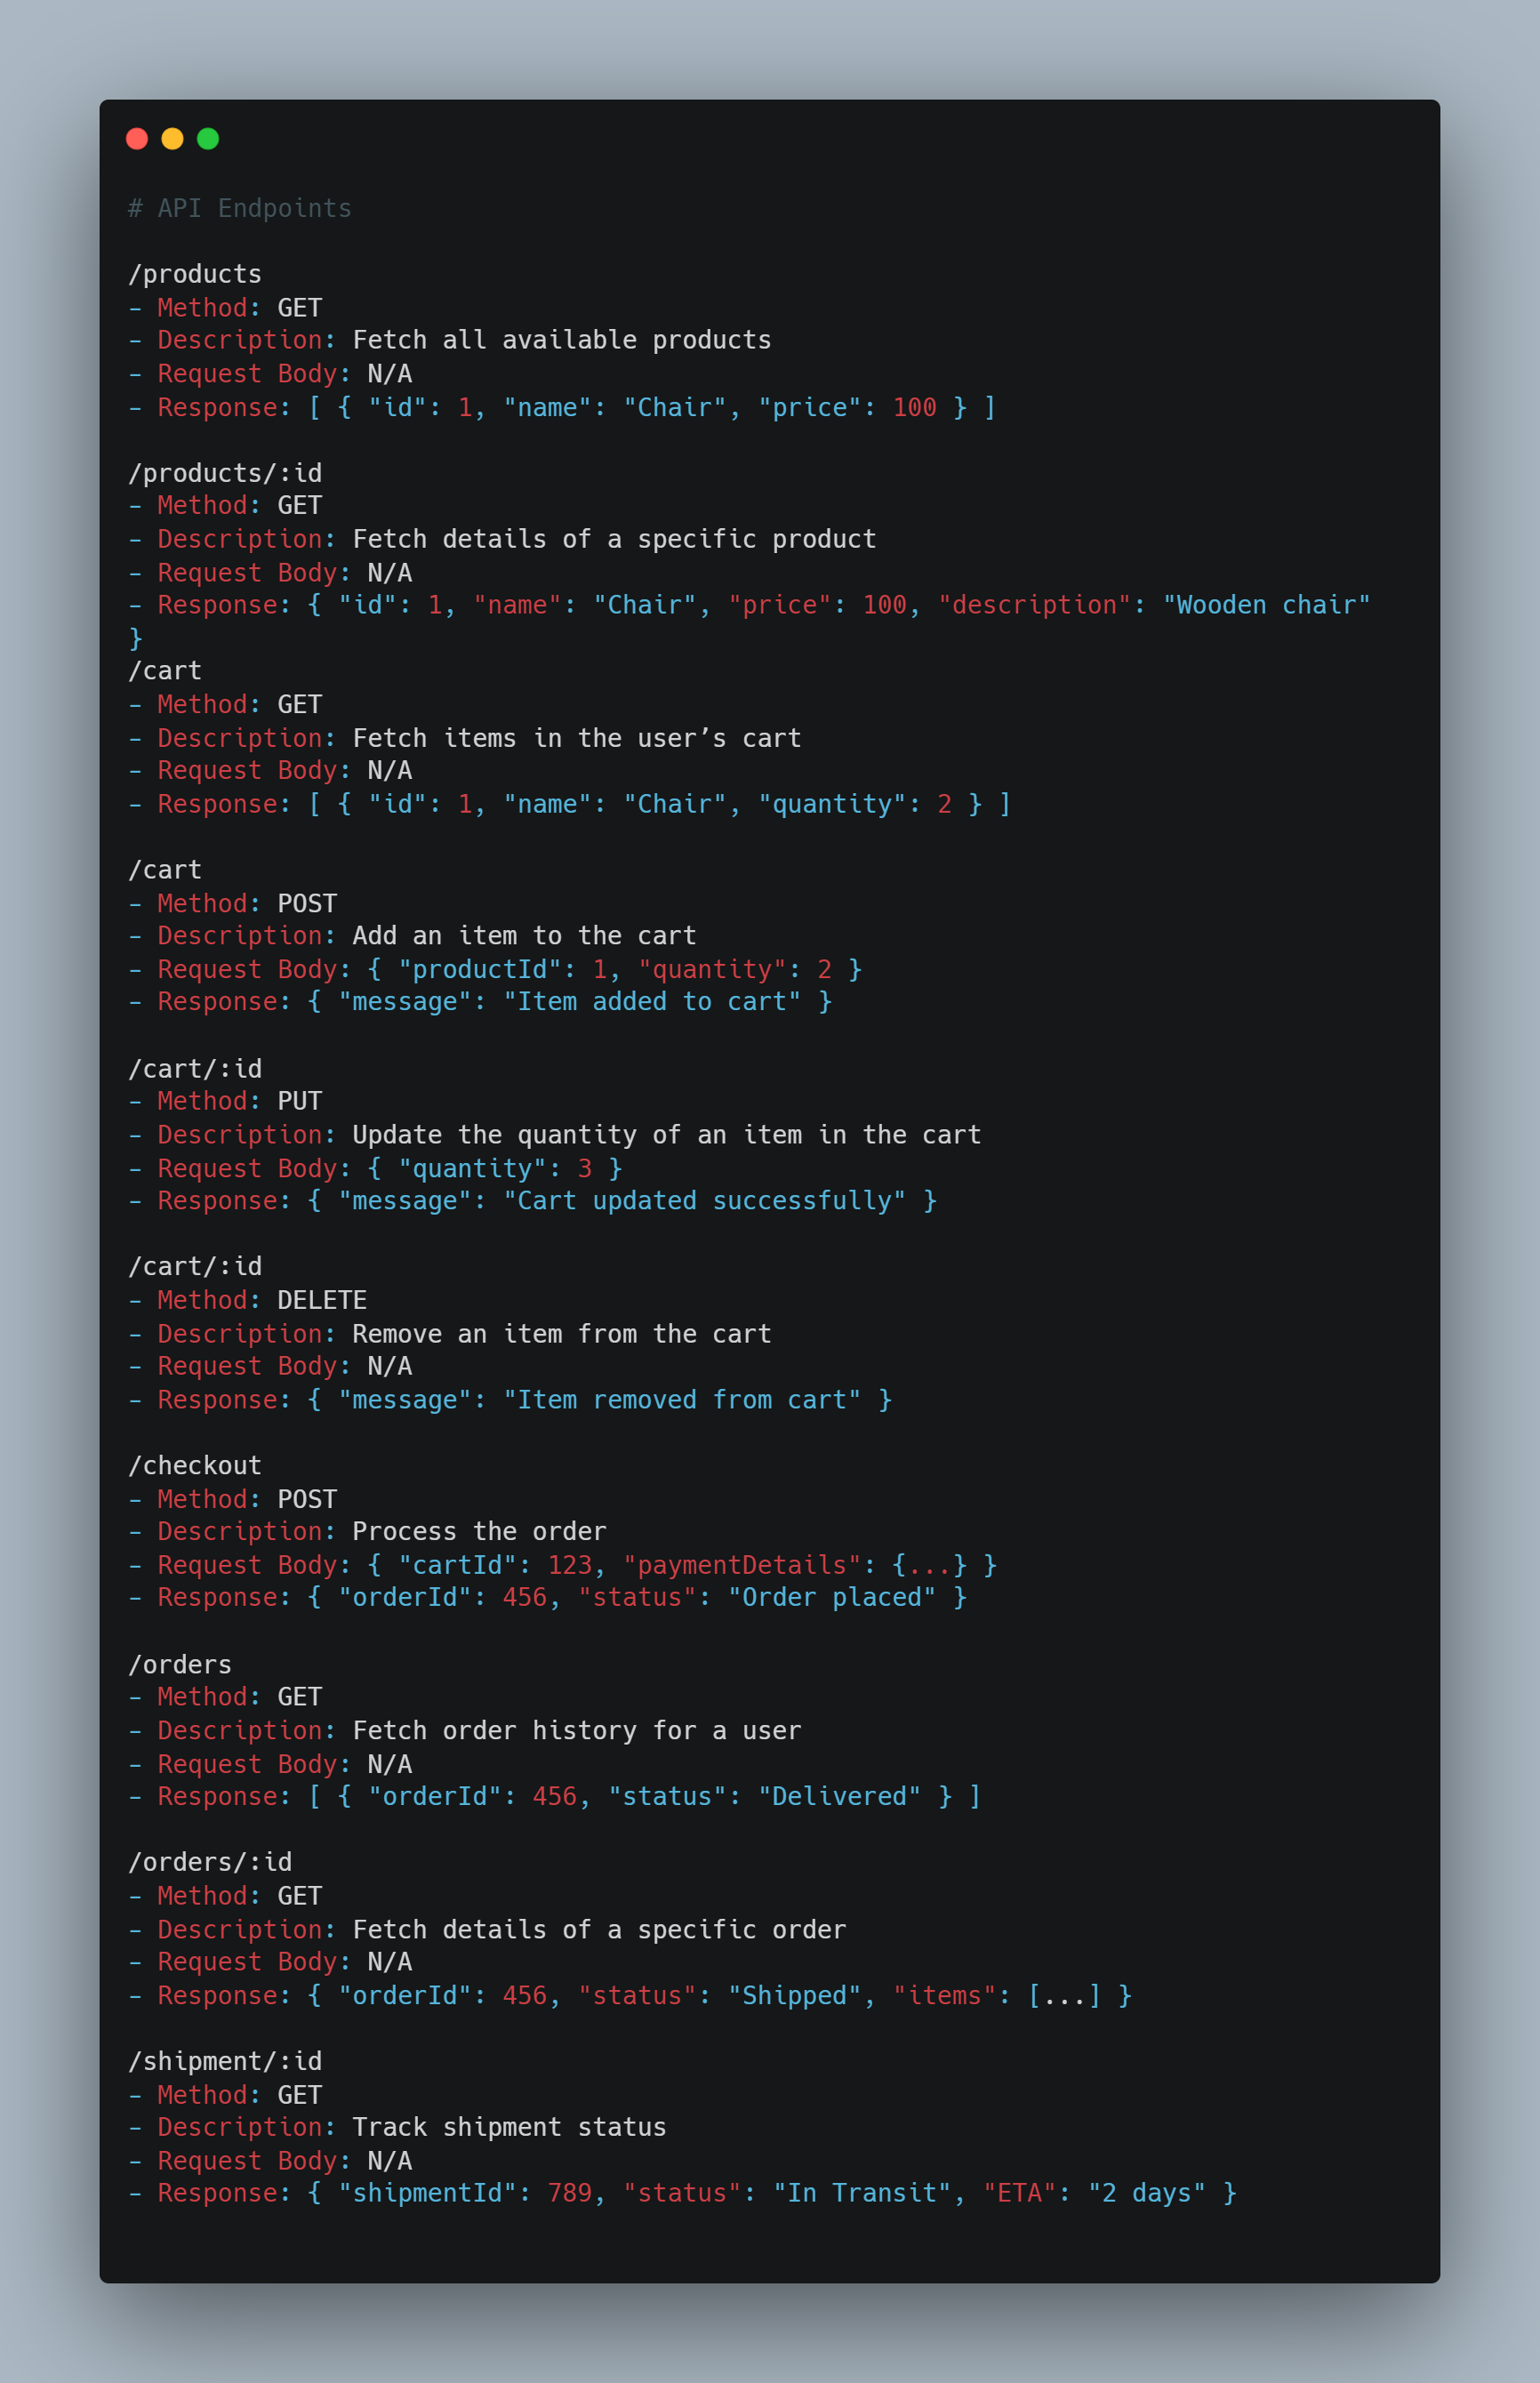 # API Endpoints
/products
- Method: GET
- Description: Fetch all available products
- Request Body: N/A
- Response: [ { "id": 1, "name": "Chair", "price": 100 } ]
/products/:id
- Method: GET
- Description: Fetch details of a specific product
- Request Body: N/A
- Response: { "id": 1, "name": "Chair", "price": 100, "description": "Wooden chair"
}
/cart
- Method: GET
- Description: Fetch items in the user’s cart
- Request Body: N/A
- Response: [ { "id": 1, "name": "Chair", "quantity": 2 } ]
/cart
- Method: POST
- Description: Add an item to the cart
- Request Body: { "productId": 1, "quantity": 2 }
- Response: { "message": "Item added to cart" }
/cart/:id
- Method: PUT
- Description: Update the quantity of an item in the cart
- Request Body: { "quantity": 3 }
- Response: { "message": "Cart updated successfully" }
/cart/:id
- Method: DELETE
- Description: Remove an item from the cart
- Request Body: N/A
- Response: { "message": "Item removed from cart" }
/checkout
- Method: POST
- Description: Process the order
- Request Body: { "cartId": 123, "paymentDetails": {...} }
- Response: { "orderId": 456, "status": "Order placed" }
/orders
- Method: GET
- Description: Fetch order history for a user
- Request Body: N/A
- Response: [ { "orderId": 456, "status": "Delivered" } ]
/orders/:id
- Method: GET
- Description: Fetch details of a specific order
- Request Body: N/A
- Response: { "orderId": 456, "status": "Shipped", "items": [...] }
/shipment/:id
- Method: GET
- Description: Track shipment status
- Request Body: N/A
- Response: { "shipmentId": 789, "status": "In Transit", "ETA": "2 days" }